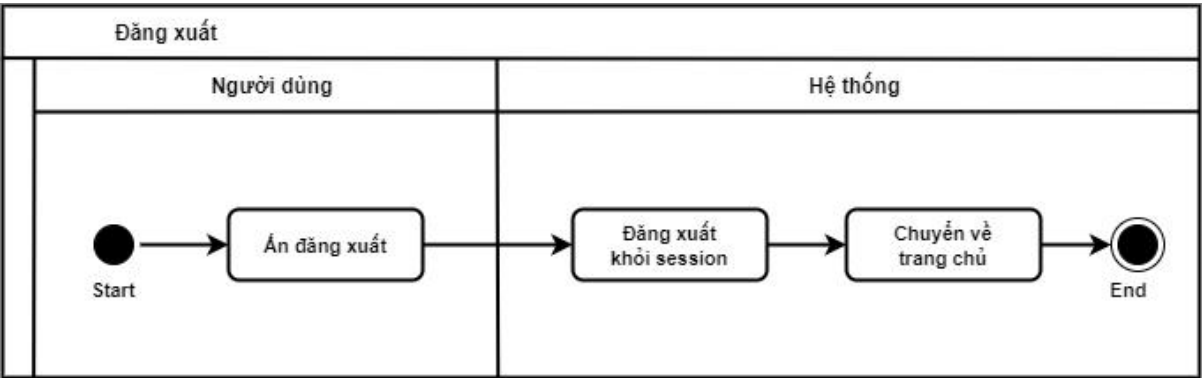 Đăng xuất
Người dùng
Hệ thống
Start
Ấn đăng xuất
Đăng xuất
khỏi session
Chuyển về
trang chủ
End